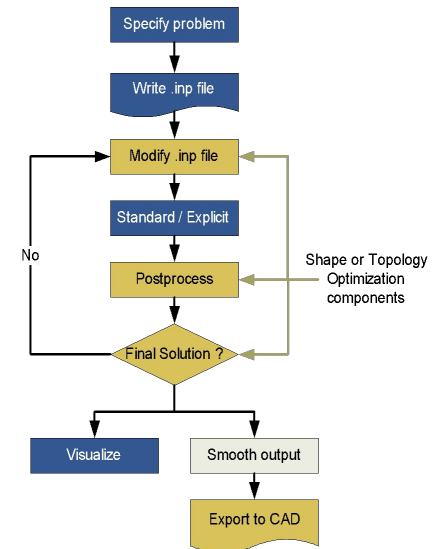 Specify problem
Write .inp file
Modify .inp file
Standard / Explicit
No
Shape or Topology
Optimization
components
Postprocess
Final Solution ?
Visualize
Smooth output
Export to CAD